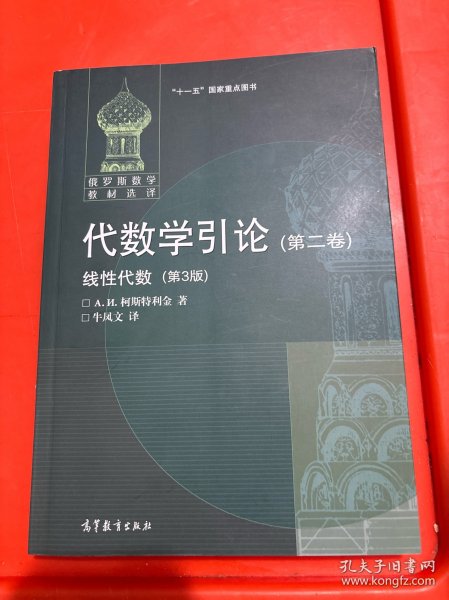 "十一五"国家重点图书
俄罗斯数学
教材选译
代数学引论(第二卷)
线性代数(第3版)
□ А. И. 柯斯特利金 著
□ 牛凤文 译
高等教育出版社
孔夫子旧书网
www.kongfz.com